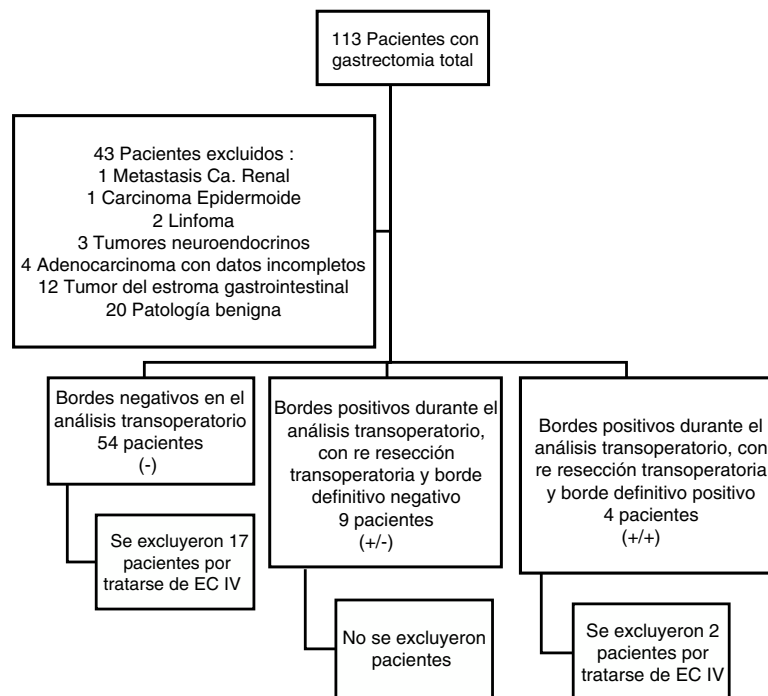 113 Pacientes con
gastrectomia total
43 Pacientes excluidos :
1 Metastasis Ca. Renal
1 Carcinoma Epidermoide
2 Linfoma
3 Tumores neuroendocrinos
4 Adenocarcinoma con datos incompletos
12 Tumor del estroma gastrointestinal
20 Patología benigna
Bordes negativos en el
análisis transoperatorio
54 pacientes
(-)
Bordes positivos durante el
análisis transoperatorio,
con re resección
transoperatoria y borde
definitivo negativo
9 pacientes
(+/-)
Bordes positivos durante el
análisis transoperatorio, con
re resección transoperatoria
y borde definitivo positivo
4 pacientes
(+/+)
Se excluyeron 17
pacientes por
tratarse de EC IV
No se excluyeron
pacientes
Se excluyeron 2
pacientes por
tratarse de EC IV